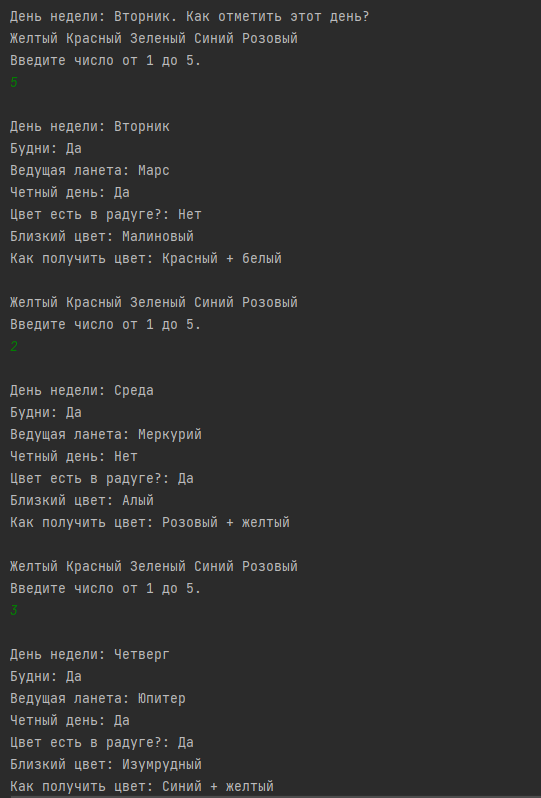 День недели: Вторник. Как отметить этот день?
Желтый Красный Зеленый Синий Розовый
Введите число от 1 до 5.
5
День недели: Вторник
Будни: Да
Ведущая планета: Марс
Четный день: Да
Цвет есть в радуге?: Нет
Близкий цвет: Малиновый
Как получить цвет: Красный + белый
Желтый Красный Зеленый Синий Розовый
Введите число от 1 до 5.
2
День недели: Среда
Будни: Да
Ведущая планета: Меркурий
Четный день: Нет
Цвет есть в радуге?: Да
Близкий цвет: Алый
Как получить цвет: Розовый + желтый
Желтый Красный Зеленый Синий Розовый
Введите число от 1 до 5.
3
День недели: Четверг
Будни: Да
Ведущая планета: Юпитер
Четный день: Да
Цвет есть в радуге?: Да
Близкий цвет: Изумрудный
Как получить цвет: Синий + желтый